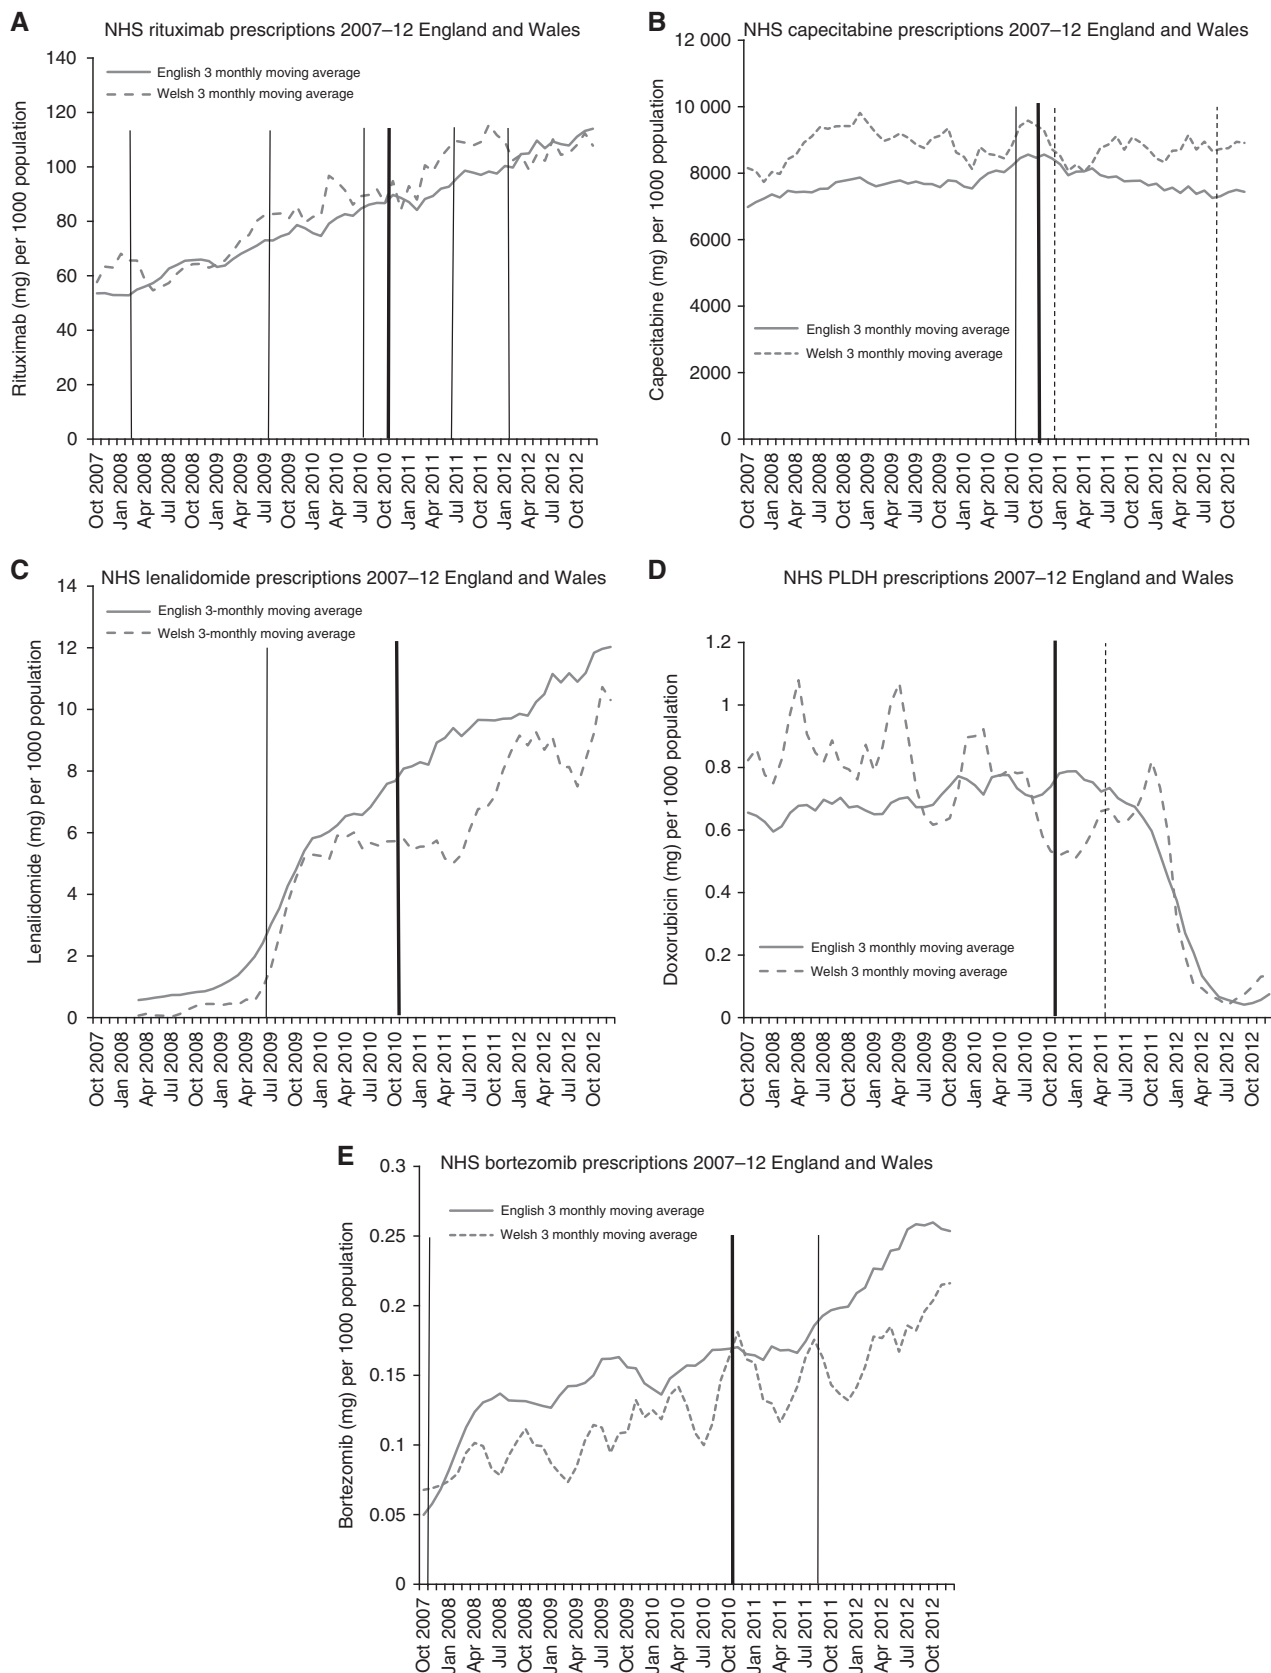 A
NHS rituximab prescriptions 2007–12 England and Wales
English 3 monthly moving average
Welsh 3 monthly moving average
Rituximab (mg) per 1000 population
140
120
100
80
60
40
20
0
Oct 2007
Jan 2008
Apr 2008
Jul 2008
Oct 2008
Jan 2009
Apr 2009
Jul 2009
Oct 2009
Jan 2010
Apr 2010
Jul 2010
Oct 2010
Jan 2011
Apr 2011
Jul 2011
Oct 2011
Jan 2012
Apr 2012
Jul 2012
Oct 2012
B
NHS capecitabine prescriptions 2007–12 England and Wales
Capecitabine (mg) per 1000 population
12 000
10 000
8000
6000
4000
2000
0
English 3 monthly moving average
Welsh 3 monthly moving average
Oct 2007
Jan 2008
Apr 2008
Jul 2008
Oct 2008
Jan 2009
Apr 2009
Jul 2009
Oct 2009
Jan 2010
Apr 2010
Jul 2010
Oct 2010
Jan 2011
Apr 2011
Jul 2011
Oct 2011
Jan 2012
Apr 2012
Jul 2012
Oct 2012
C
NHS lenalidomide prescriptions 2007–12 England and Wales
English 3-monthly moving average
Welsh 3-monthly moving average
Lenalidomide (mg) per 1000 population
14
12
10
8
6
4
2
0
Oct 2007
Jan 2008
Apr 2008
Jul 2008
Oct 2008
Jan 2009
Apr 2009
Jul 2009
Oct 2009
Jan 2010
Apr 2010
Jul 2010
Oct 2010
Jan 2011
Apr 2011
Jul 2011
Oct 2011
Jan 2012
Apr 2012
Jul 2012
Oct 2012
D
NHS PLDH prescriptions 2007–12 England and Wales
Doxorubicin (mg) per 1000 population
1.2
1
0.8
0.6
0.4
0.2
0
English 3 monthly moving average
Welsh 3 monthly moving average
Oct 2007
Jan 2008
Apr 2008
Jul 2008
Oct 2008
Jan 2009
Apr 2009
Jul 2009
Oct 2009
Jan 2010
Apr 2010
Jul 2010
Oct 2010
Jan 2011
Apr 2011
Jul 2011
Oct 2011
Jan 2012
Apr 2012
Jul 2012
Oct 2012
E
NHS bortezomib prescriptions 2007–12 England and Wales
English 3 monthly moving average
Welsh 3 monthly moving average
Bortezomib (mg) per 1000 population
0.3
0.25
0.2
0.15
0.1
0.05
0
Oct 2007
Jan 2008
Apr 2008
Jul 2008
Oct 2008
Jan 2009
Apr 2009
Jul 2009
Oct 2009
Jan 2010
Apr 2010
Jul 2010
Oct 2010
Jan 2011
Apr 2011
Jul 2011
Oct 2011
Jan 2012
Apr 2012
Jul 2012
Oct 2012